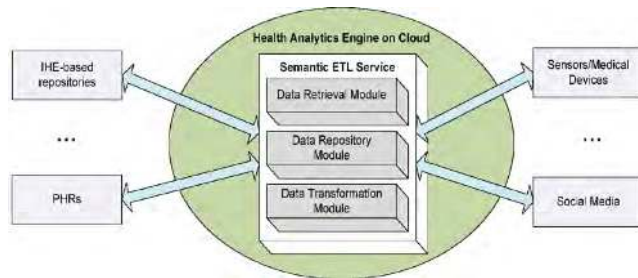 Health Analytics Engine on Cloud
IHE-based
repositories
...
PHRs
Semantic ETL Service
Data Retrieval Module
Data Repository
Module
Data Transformation
Module
Sensors/Medical
Devices
...
Social Media